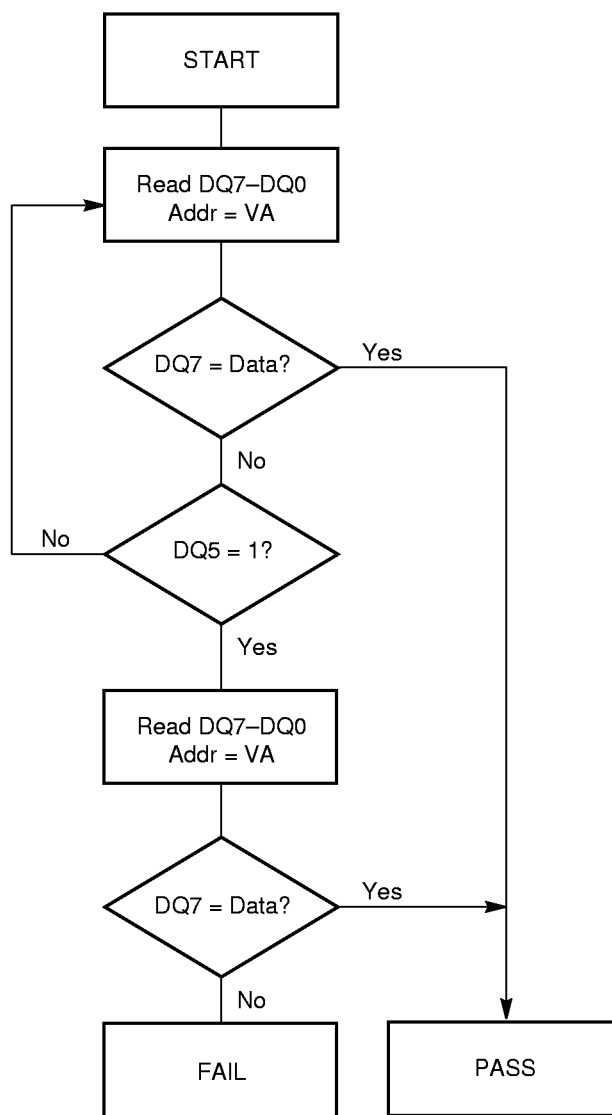 START
Read DQ7–DQ0
Addr = VA
DQ7 = Data?
Yes
No
DQ5 = 1?
No
Yes
Read DQ7–DQ0
Addr = VA
DQ7 = Data?
Yes
No
FAIL
PASS